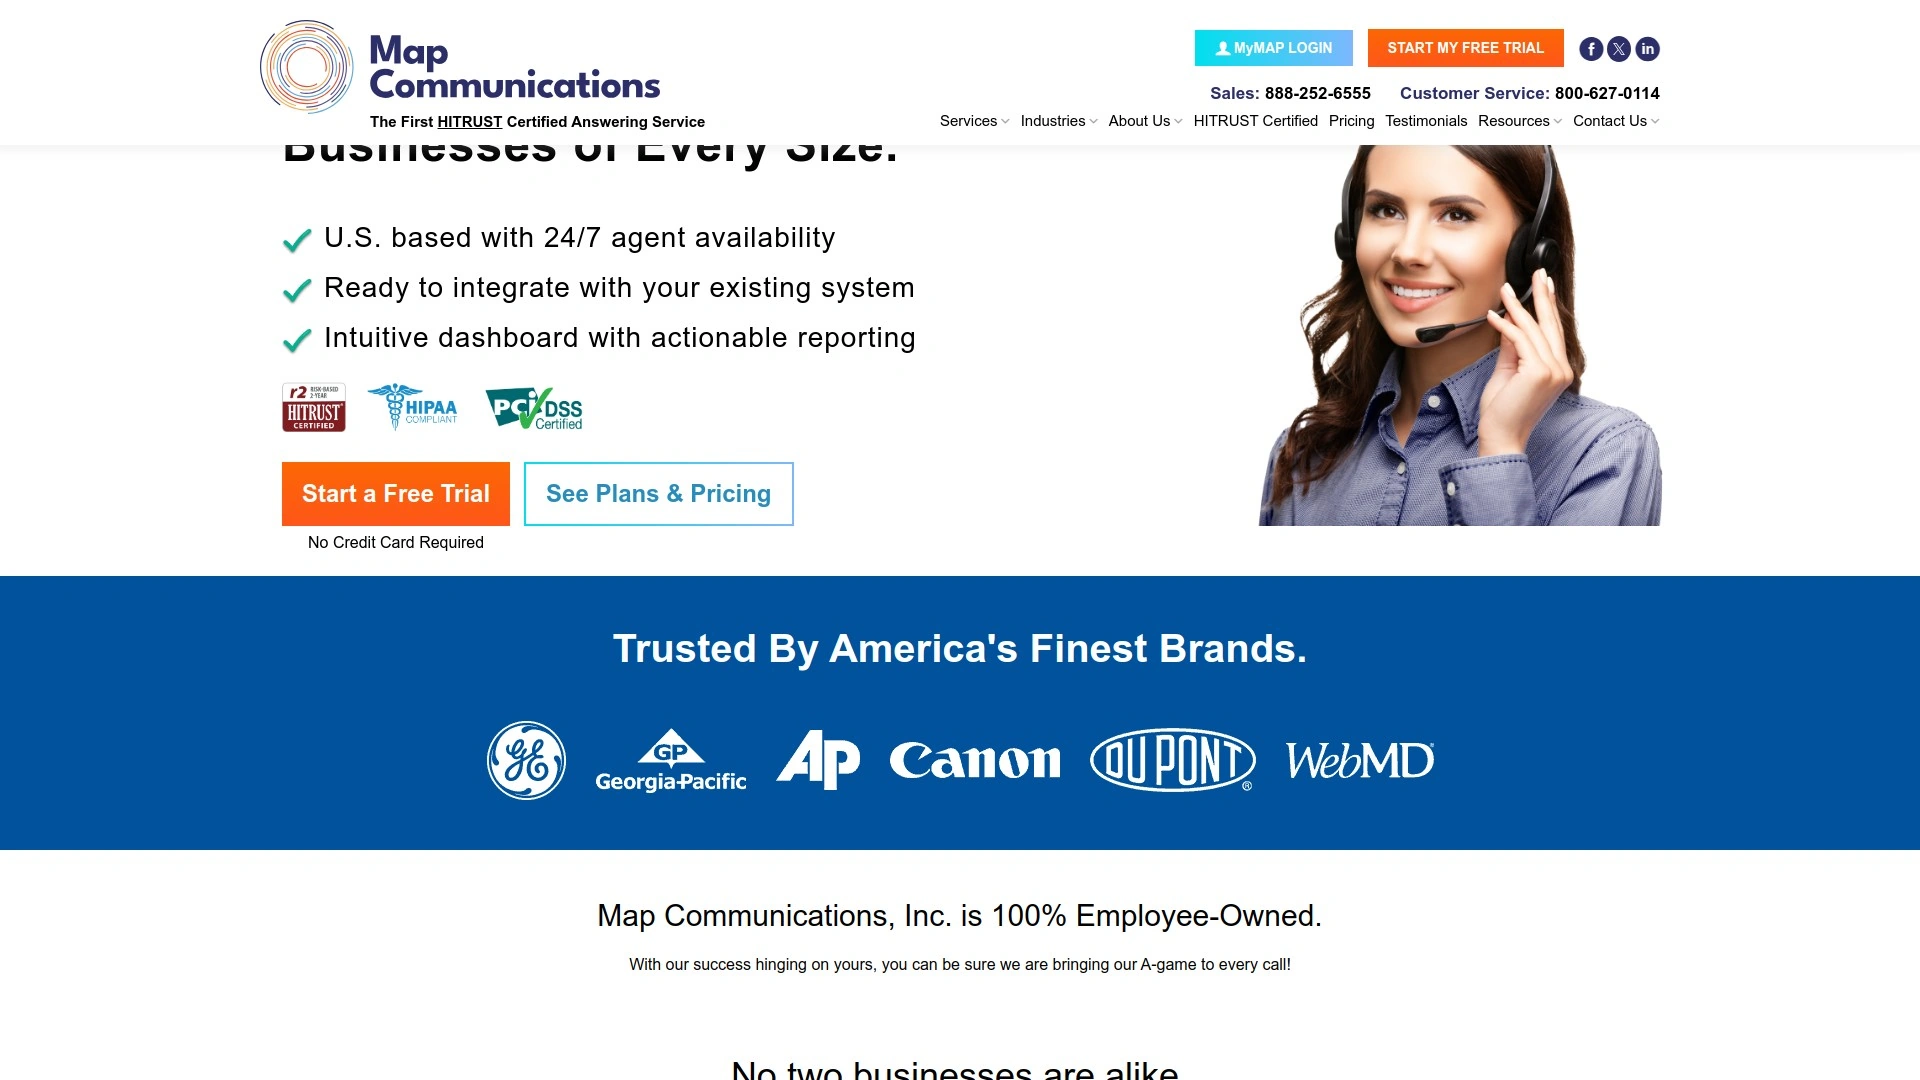 Map
Communications
The First HITRUST Certified Answering Service
MyMAP LOGIN
START MY FREE TRIAL
Sales: 888-252-6555
Customer Service: 800-627-0114
Services
Industries
About Us
HITRUST Certified
Pricing
Testimonials
Resources
Contact Us
Businesses of Every Size.
U.S. based with 24/7 agent availability
Ready to integrate with your existing system
Intuitive dashboard with actionable reporting
r2 RISK-BASED
2-YEAR
HITRUST
CERTIFIED
HIPAA
COMPLIANT
PCI DSS
Certified
Start a Free Trial
See Plans & Pricing
No Credit Card Required
Trusted By America's Finest Brands.
GE
GP
Georgia-Pacific
AP
Canon
DUPONT®
WebMD
Map Communications, Inc. is 100% Employee-Owned.
With our success hinging on yours, you can be sure we are bringing our A-game to every call!
No two businesses are alike